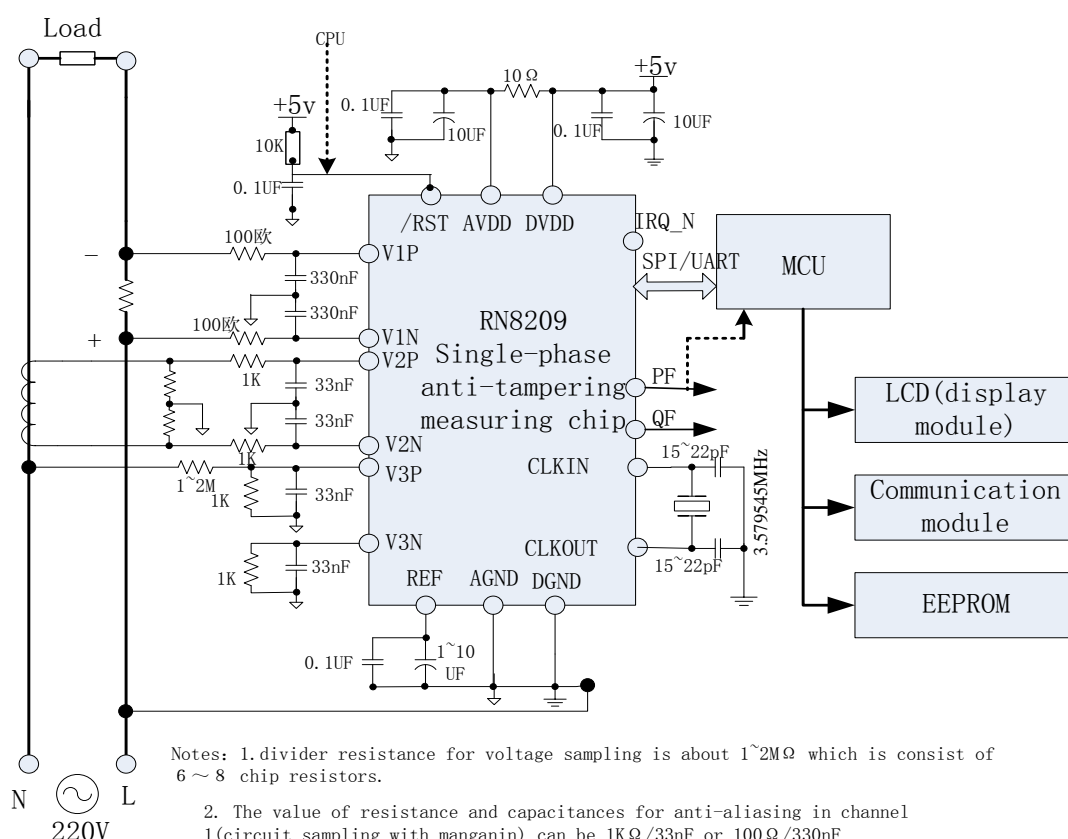 Load
CPU
+5v
10K
0.1UF
0.1UF
10UF
10Ω
+5v
0.1UF
10UF
/RST AVDD DVDD
IRQ_N
SPI/UART
MCU
100欧
−
V1P
330nF
330nF
100欧
+
V1N
V2P
1K
33nF
33nF
V2N
1K
V3P
1~2M
1K
33nF
V3N
1K
33nF
RN8209
Single-phase
anti-tampering
measuring chip
PF
QF
15~22pF
CLKIN
3.579545MHz
CLKOUT
15~22pF
REF AGND DGND
0.1UF
1~10
UF
LCD(display
module)
Communication
module
EEPROM
N
L
220V
Notes: 1.divider resistance for voltage sampling is about 1~2MΩ which is consist of
6～8 chip resistors.
2. The value of resistance and capacitances for anti-aliasing in channel
1(circuit sampling with manganin) can be 1KΩ/33nF or 100Ω/330nF